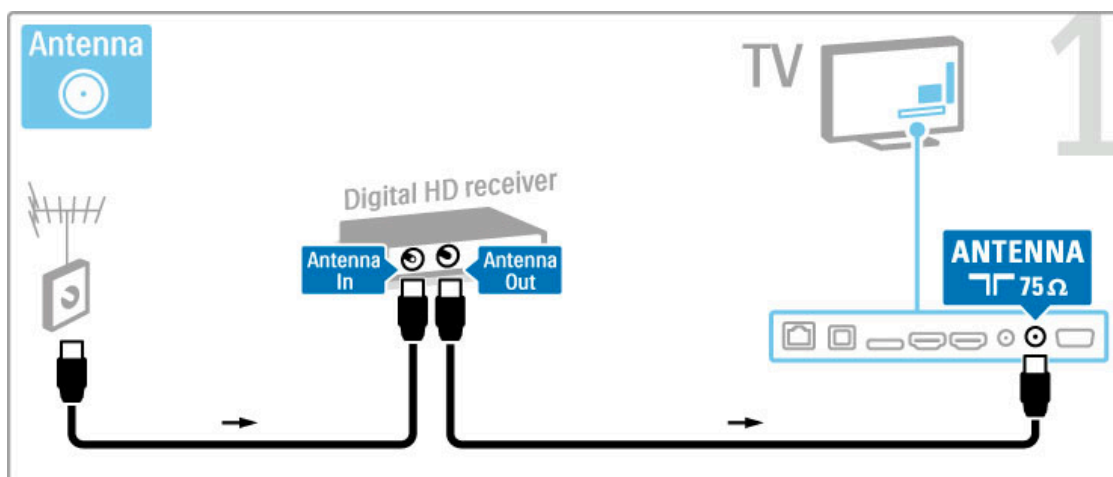 Antenna
TV
1
Digital HD receiver
Antenna
In
Antenna
Out
ANTENNA
75 Ω